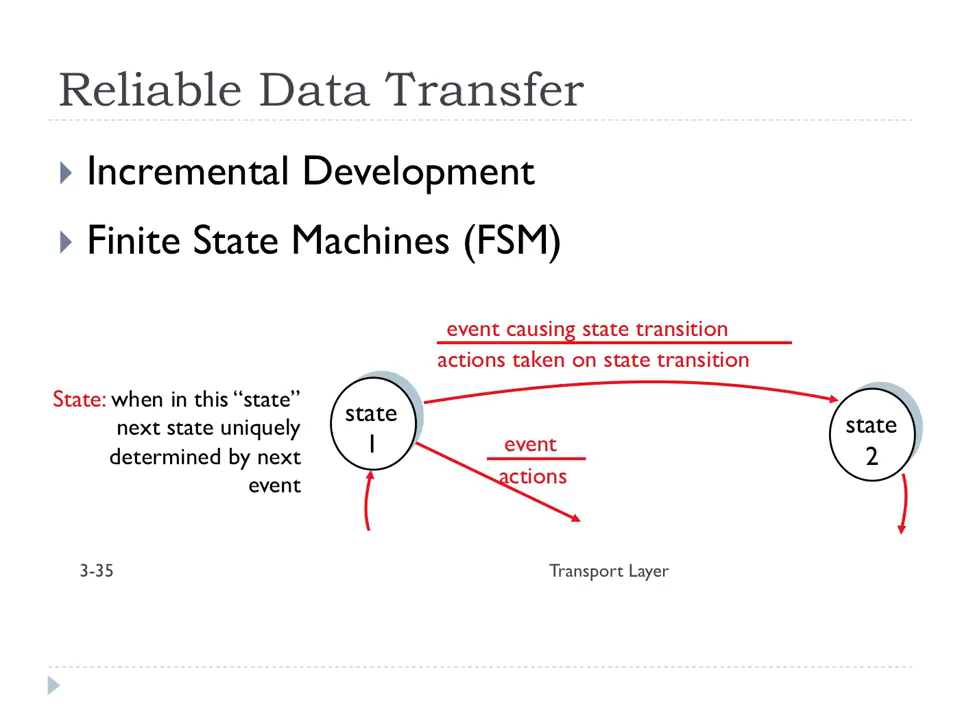 Reliable Data Transfer
Incremental Development
Finite State Machines (FSM)
event causing state transition
actions taken on state transition
State: when in this “state”
next state uniquely
determined by next
event
state
1
event
actions
state
2
3-35
Transport Layer